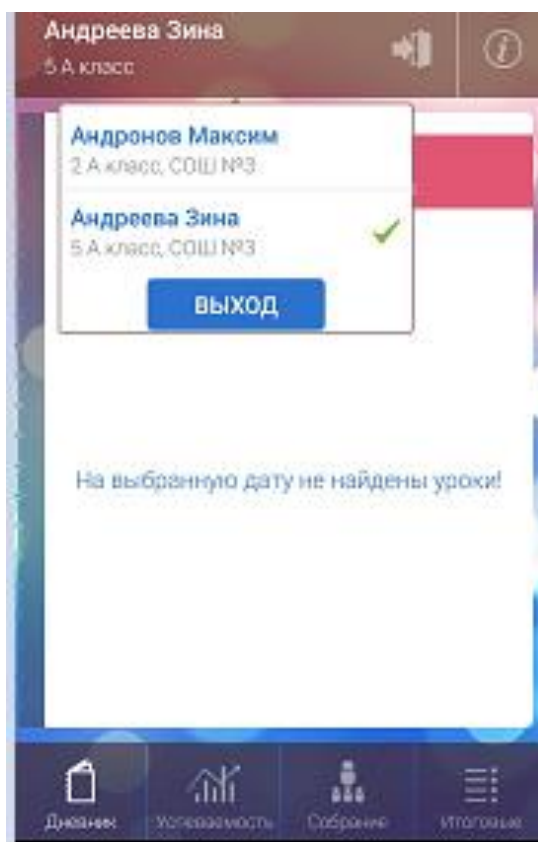 Андреева Зина
5 А класс
Андронов Максим
2 А класс, СОШ №3
Андреева Зина
5 А класс, СОШ №3
ВЫХОД
На выбранную дату не найдены уроки!
Дневник
Успеваемость
Собрание
Итоговые